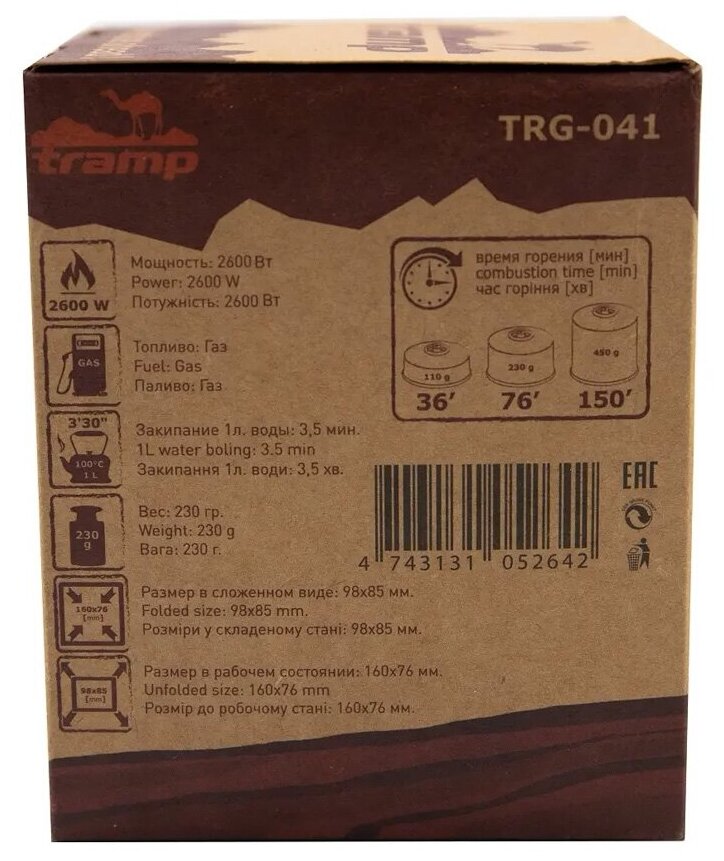 tramp
TRG-041
2600 W
Мощность: 2600 Вт
Power: 2600 W
Потужність: 2600 Вт
GAS
Топливо: Газ
Fuel: Gas
Паливо: Газ
3'30"
100°C
1 L
Закипание 1л. воды: 3,5 мин.
1L water boling: 3.5 min
Закипання 1л. води: 3,5 хв.
230
g
Вес: 230 гр.
Weight: 230 g
Вага: 230 г.
160x76
[mm]
Размер в сложенном виде: 98x85 мм.
Folded size: 98x85 mm.
Розміри у складеному стані: 98x85 мм.
98x85
[mm]
Размер в рабочем состоянии: 160x76 мм.
Unfolded size: 160x76 mm
Розмір до робочому стані: 160x76 мм.
время горения [мин]
combustion time [min]
час горіння [хв]
110 g
230 g
450 g
36’ 76’ 150’
4 743131 052642
EAC